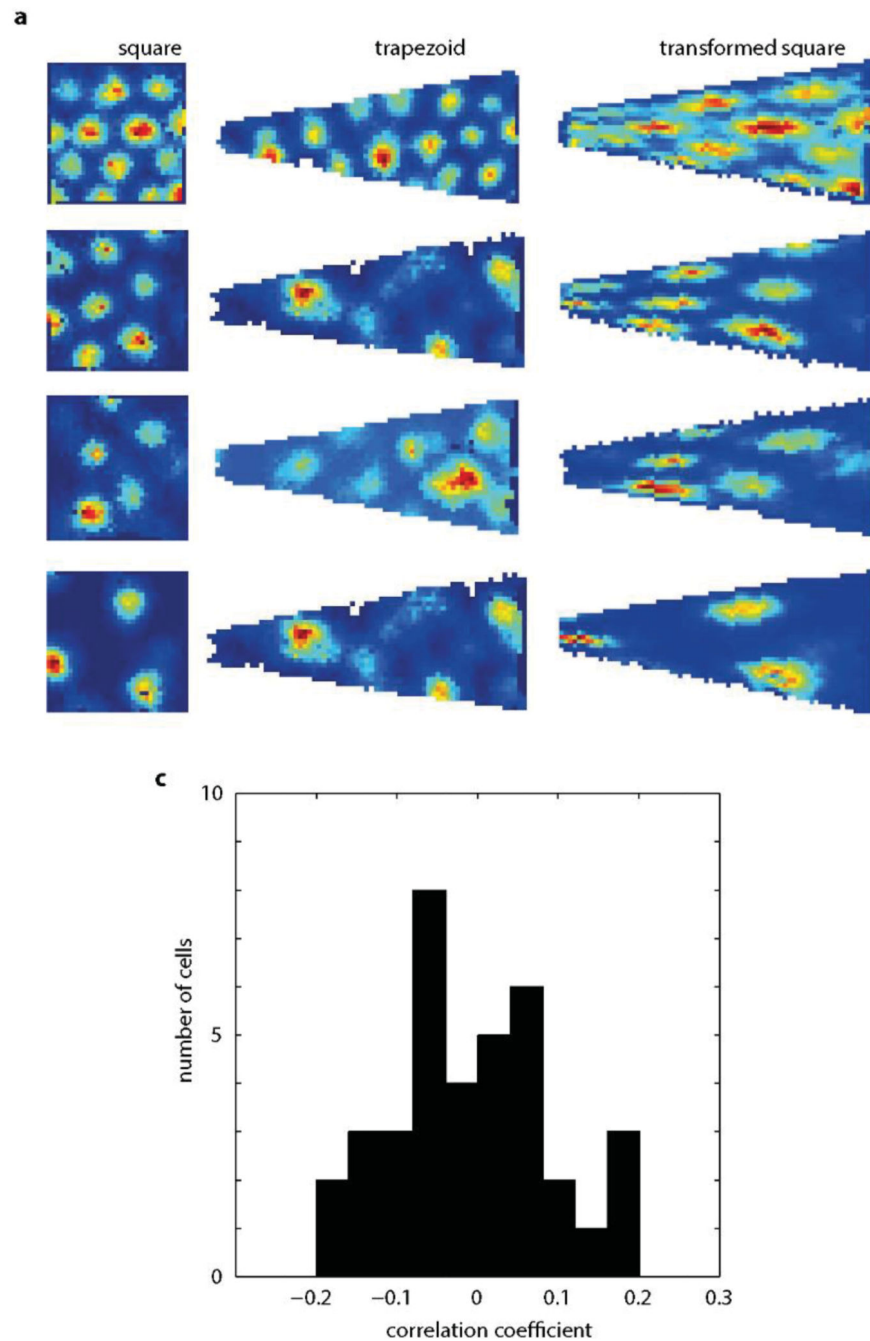 a
square trapezoid transformed square
c
10
5
0
number of cells
−0.2 −0.1 0 0.1 0.2 0.3
correlation coefficient